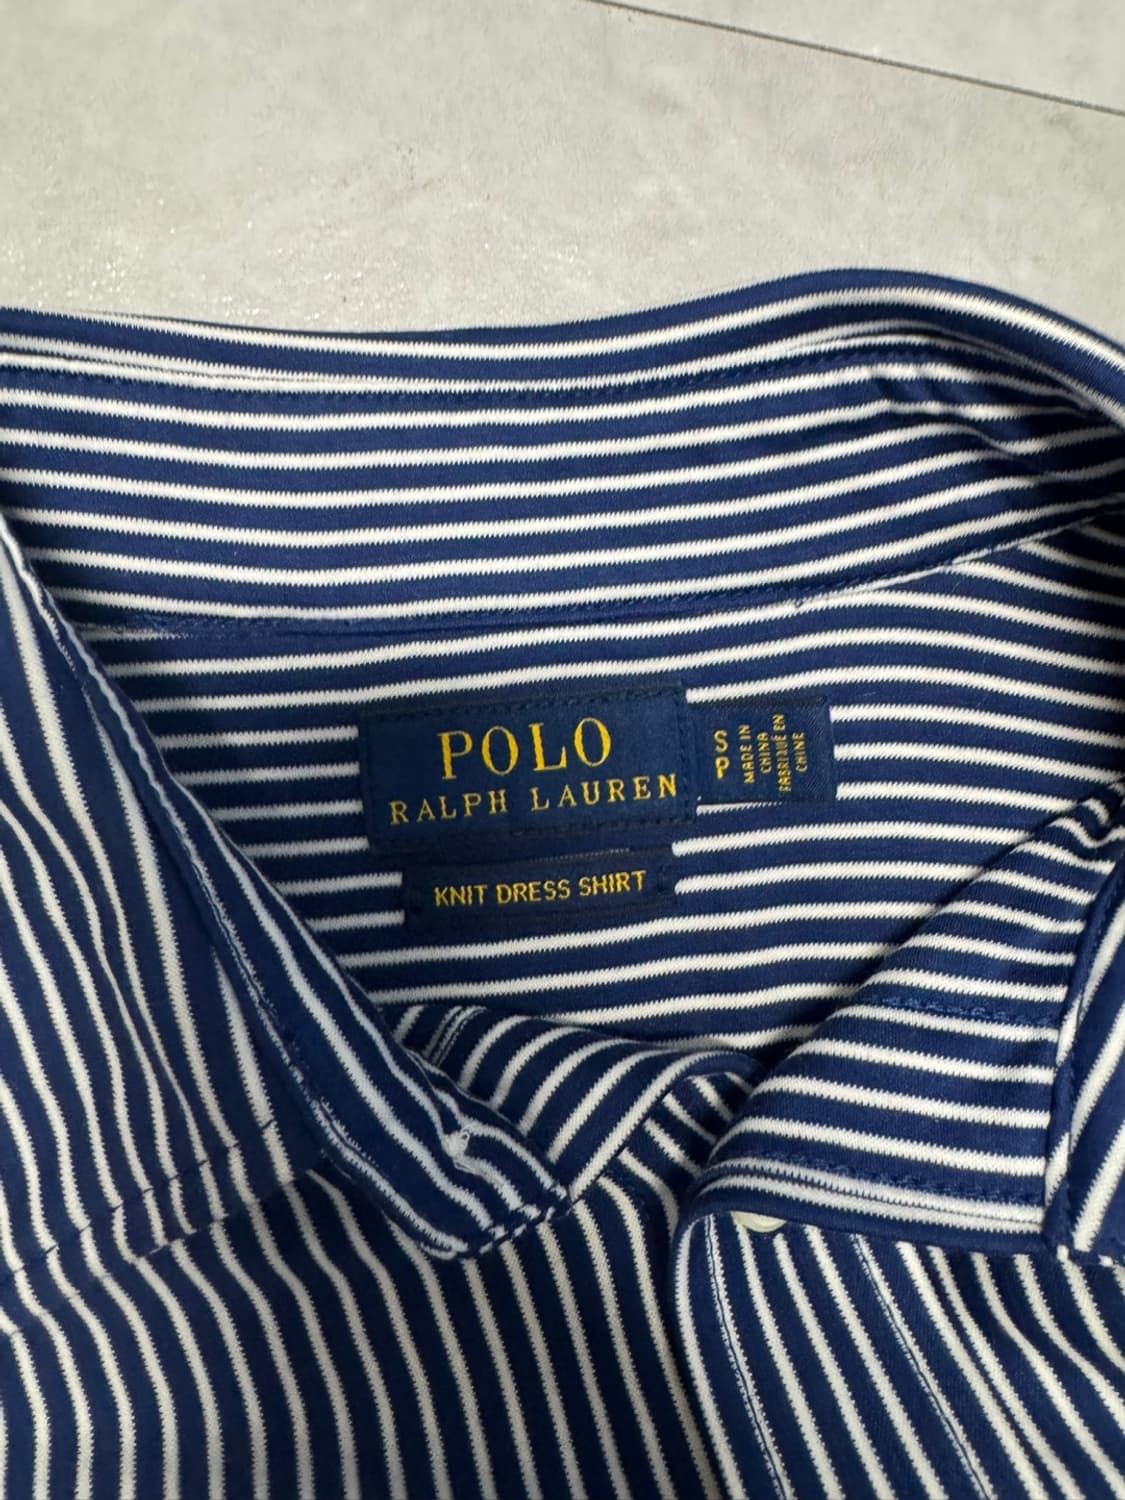 POLO
RALPH LAUREN
KNIT DRESS SHIRT
S
P
MADE IN
CHINA
FABRIQUÉ EN
CHINE